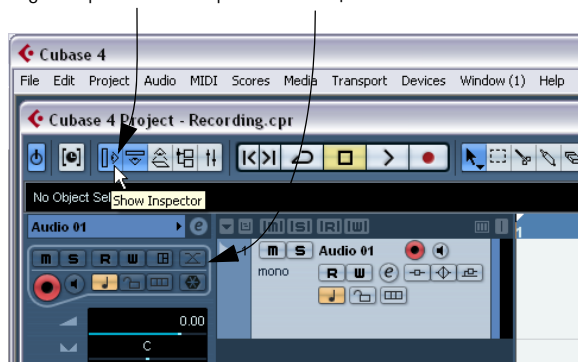 Cubase 4
File Edit Project Audio MIDI Scores Media Transport Devices Window (1) Help
Cubase 4 Project - Recording.cpr
No Object Sel
Show Inspector
Audio 01 e m S R W
m S R W
1 m S Audio 01
mono R W e
0.00
C
1